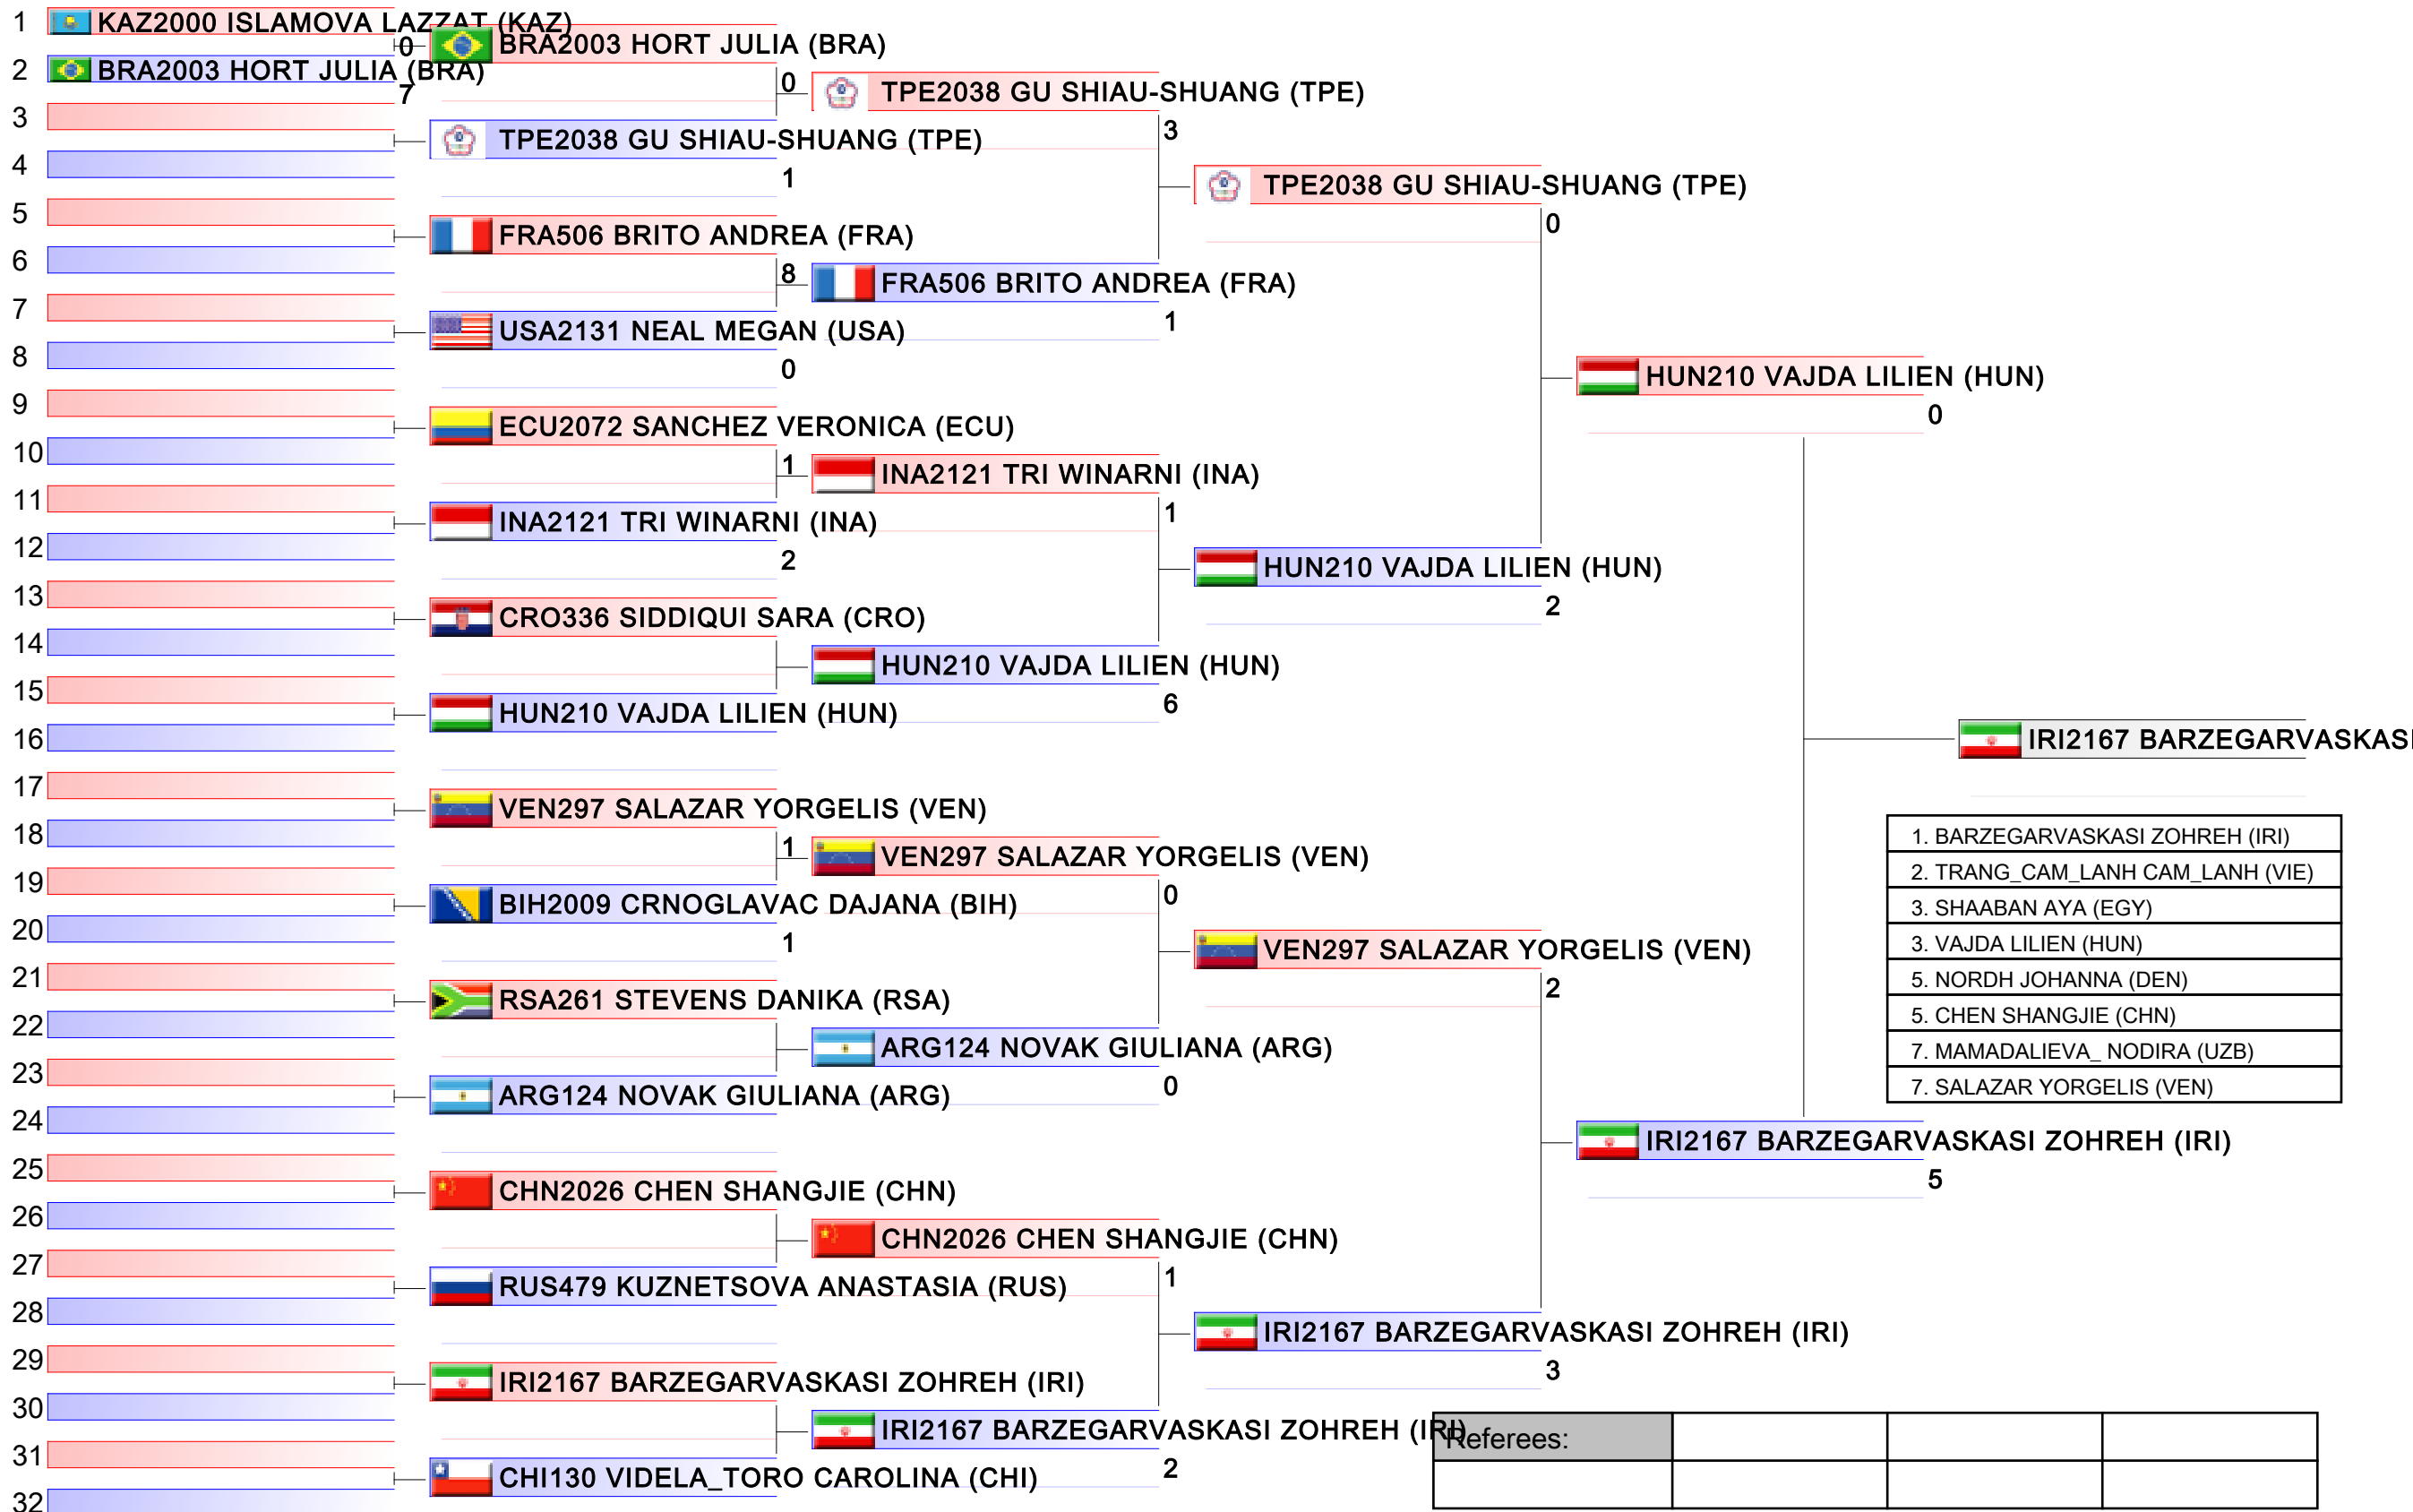 1 KAZ2000 ISLAMOVA LAZZAT (KAZ)
0
2 BRA2003 HORT JULIA (BRA)
7
3
4
5
6
7
8
9
10
11
12
13
14
15
16
17
18
19
20
21
22
23
24
25
26
27
28
29
30
31
32
BRA2003 HORT JULIA (BRA)
0
TPE2038 GU SHIAU-SHUANG (TPE)
1
FRA506 BRITO ANDREA (FRA)
8
USA2131 NEAL MEGAN (USA)
0
ECU2072 SANCHEZ VERONICA (ECU)
1
INA2121 TRI WINARNI (INA)
2
CRO336 SIDDIQUI SARA (CRO)
HUN210 VAJDA LILIEN (HUN)
VEN297 SALAZAR YORGELIS (VEN)
1
BIH2009 CRNOGLAVAC DAJANA (BIH)
1
RSA261 STEVENS DANIKA (RSA)
ARG124 NOVAK GIULIANA (ARG)
CHN2026 CHEN SHANGJIE (CHN)
RUS479 KUZNETSOVA ANASTASIA (RUS)
IRI2167 BARZEGARVASKASI ZOHREH (IRI)
CHI130 VIDELA_TORO CAROLINA (CHI)
TPE2038 GU SHIAU-SHUANG (TPE)
3
FRA506 BRITO ANDREA (FRA)
1
INA2121 TRI WINARNI (INA)
1
HUN210 VAJDA LILIEN (HUN)
6
VEN297 SALAZAR YORGELIS (VEN)
0
ARG124 NOVAK GIULIANA (ARG)
0
CHN2026 CHEN SHANGJIE (CHN)
1
IRI2167 BARZEGARVASKASI ZOHREH (IRI)
2
TPE2038 GU SHIAU-SHUANG (TPE)
0
HUN210 VAJDA LILIEN (HUN)
2
VEN297 SALAZAR YORGELIS (VEN)
2
IRI2167 BARZEGARVASKASI ZOHREH (IRI)
3
HUN210 VAJDA LILIEN (HUN)
0
IRI2167 BARZEGARVASKASI ZOHREH (IRI)
5
IRI2167 BARZEGARVASKASI
1. BARZEGARVASKASI ZOHREH (IRI)
2. TRANG_CAM_LANH CAM_LANH (VIE)
3. SHAABAN AYA (EGY)
3. VAJDA LILIEN (HUN)
5. NORDH JOHANNA (DEN)
5. CHEN SHANGJIE (CHN)
7. MAMADALIEVA_ NODIRA (UZB)
7. SALAZAR YORGELIS (VEN)
Referees: